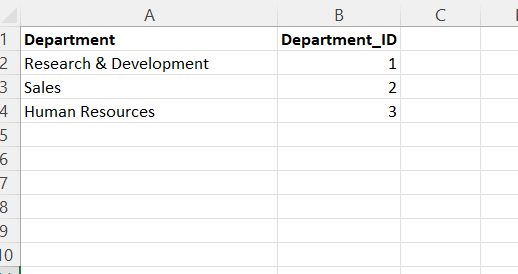 A B C
1 Department Department_ID
2 Research & Development 1
3 Sales 2
4 Human Resources 3
5
6
7
8
9
10